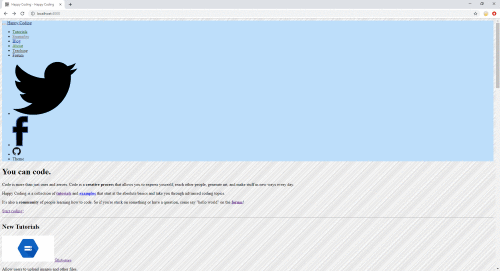 Happy Coding - Happy Coding
localhost:4000
Happy Coding
Tutorials
Examples
Blog
About
Teaching
Forum
Theme
You can code.
Code is more than just ones and zeroes. Code is a creative process that allows you to express yourself, reach other people, generate art, and make stuff in new ways every day.
Happy Coding is a collection of tutorials and examples that start at the absolute basics and take you through advanced coding topics.
It's also a community of people learning how to code. So if you're stuck on something or have a question, come say "hello world" on the forum!
Start coding!
New Tutorials
Allow users to upload images and other files.